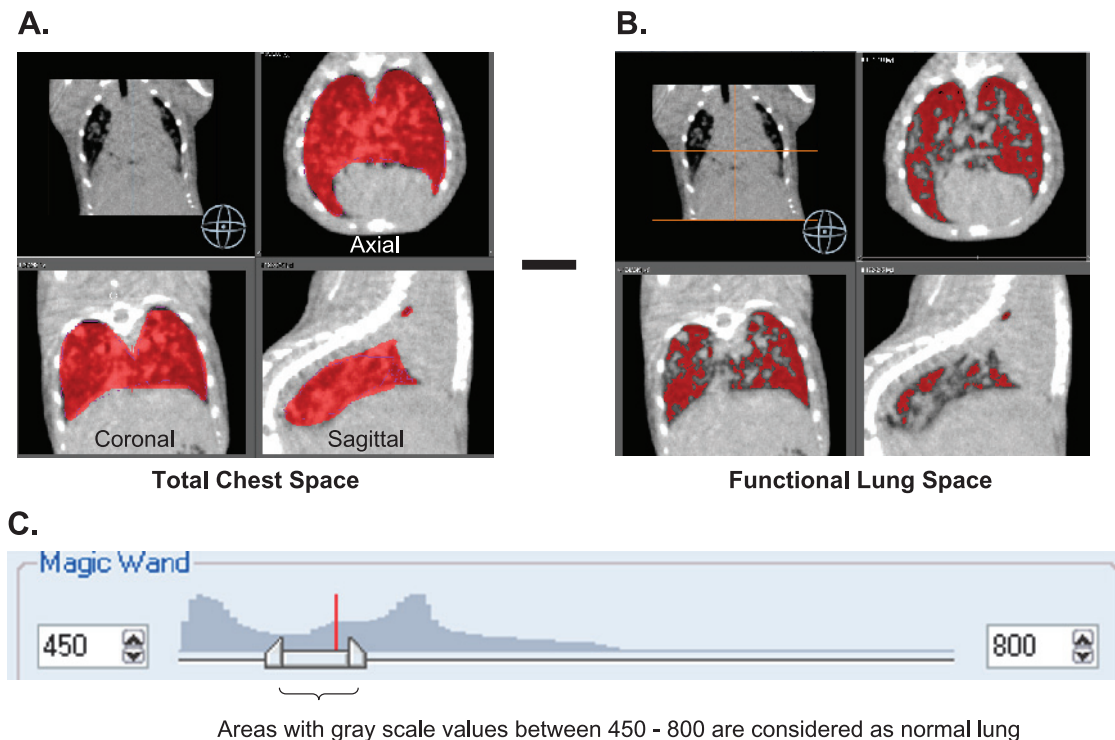 A.
B.
Axial
Coronal
Sagittal
Total Chest Space
Functional Lung Space
C.
Magic Wand
450
800
Areas with gray scale values between 450 - 800 are considered as normal lung